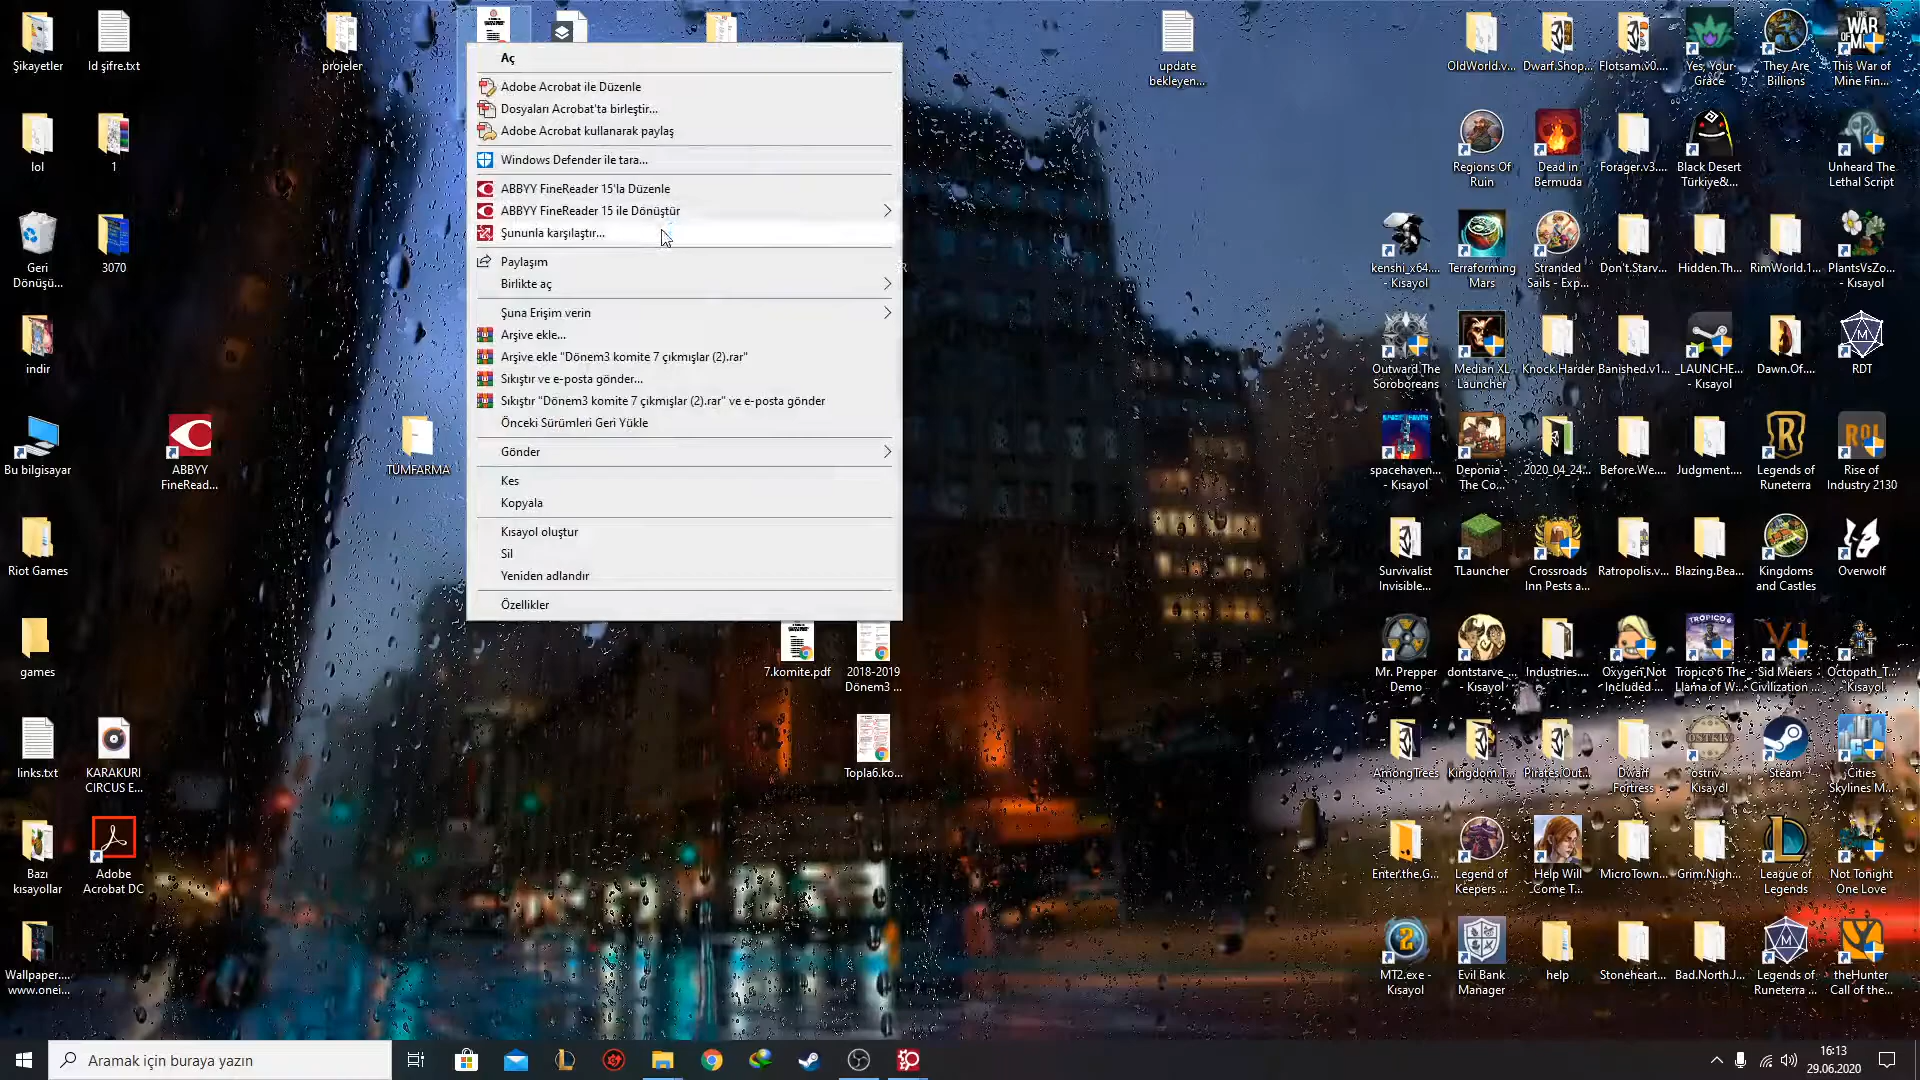 Şikayetler
ld şifre.txt
projeler
update
bekleyen...
OldWorld.v...
Dwarf.Shop...
Flotsam.v0....
Yes, Your
Grace
They Are
Billions
This War of
Mine Fin...
Aç
Adobe Acrobat ile Düzenle
Dosyaları Acrobat'ta birleştir...
Adobe Acrobat kullanarak paylaş
Windows Defender ile tara...
ABBYY FineReader 15'la Düzenle
ABBYY FineReader 15 ile Dönüştür
Şununla karşılaştır...
Paylaşım
Birlikte aç
Şuna Erişim verin
Arşive ekle...
Arşive ekle "Dönem3 komite 7 çıkmışlar (2).rar"
Sıkıştır ve e-posta gönder...
Sıkıştır "Dönem3 komite 7 çıkmışlar (2).rar" ve e-posta gönder
Önceki Sürümleri Geri Yükle
Gönder
Kes
Kopyala
Kısayol oluştur
Sil
Yeniden adlandır
Özellikler
lol
1
Regions Of
Ruin
Dead in
Bermuda
Forager.v3....
Black Desert
Türkiye&...
Unheard The
Lethal Script
Geri
Dönüşü...
3070
kenshi_x64....
- Kısayol
Terraforming
Mars
Stranded
Sails - Exp...
Don't.Starv...
Hidden.Th...
RimWorld.1...
PlantsVsZo...
- Kısayol
indir
Outward.The
Soroboreans
Median XL
Launcher
Knock.Harder
Banished.v1...
_LAUNCHE...
- Kısayol
Dawn.Of....
RDT
Bu bilgisayar
ABBYY
FineRead...
TÜMFARMA
spacehaven...
- Kısayol
Deponia -
The Co...
2020_04_24...
Before.We....
Judgment....
Legends of
Runeterra
Rise of
Industry 2130
Riot Games
Survivalist
Invisible...
TLauncher
Crossroads
Inn Pests a...
Ratropolis.v...
Blazing.Bea...
Kingdoms
and Castles
Overwolf
games
7.komite.pdf
2018-2019
Dönem3 ...
Mr. Prepper
Demo
dontstarve_...
- Kısayol
Industries....
Oxygen Not
Included ...
Tropico 6 The
Llama of W...
Sid Meiers
Civilization ...
Octopath_T...
- Kısayol
links.txt
KARAKURI
CIRCUS E...
Topla6.ko...
AmongTrees
Kingdom.T...
Pirates.Out...
Dwarf
Fortress
ostriv -
Kısayol
Steam
Cities
Skylines M...
Bazı
kısayollar
Adobe
Acrobat DC
Enter.the.G...
Legend of
Keepers ...
Help Will
Come T...
MicroTown...
Grim.Nigh...
League of
Legends
Not Tonight
One Love
Wallpaper....
www.onei...
MT2.exe -
Kısayol
Evil Bank
Manager
help
Stoneheart...
Bad.North.J...
Legends of
Runeterra ...
theHunter
Call of the...
Aramak için buraya yazın
16:13
29.06.2020